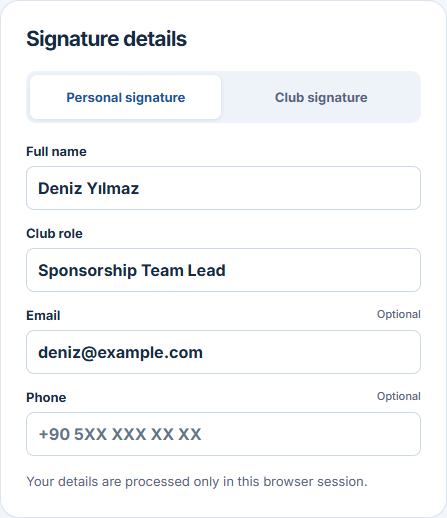 Signature details
Personal signature
Club signature
Full name
Deniz Yılmaz
Club role
Sponsorship Team Lead
Email
Optional
deniz@example.com
Phone
Optional
+90 5XX XXX XX XX
Your details are processed only in this browser session.